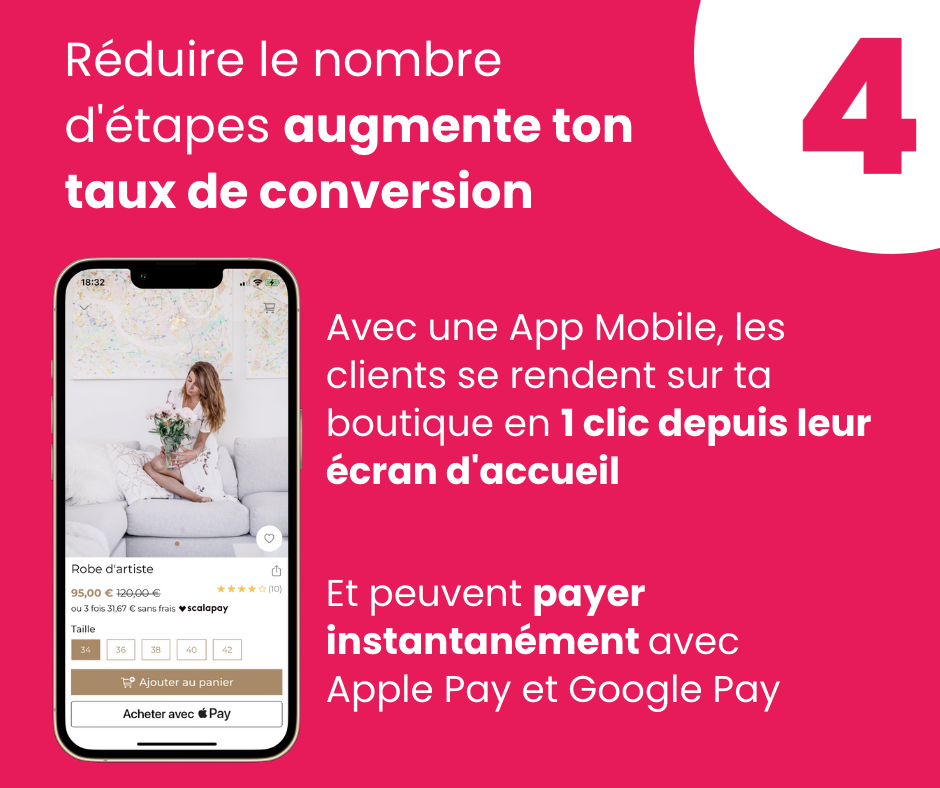 Réduire le nombre
d'étapes augmente ton
taux de conversion
4
18:32
Avec une App Mobile, les
clients se rendent sur ta
boutique en 1 clic depuis leur
écran d'accueil
Robe d'artiste
95,00 € 120,00 €
(10)
ou 3 fois 31,67 € sans frais scalapay
Taille
34 36 38 40 42
Ajouter au panier
Acheter avec Pay
Et peuvent payer
instantanément avec
Apple Pay et Google Pay